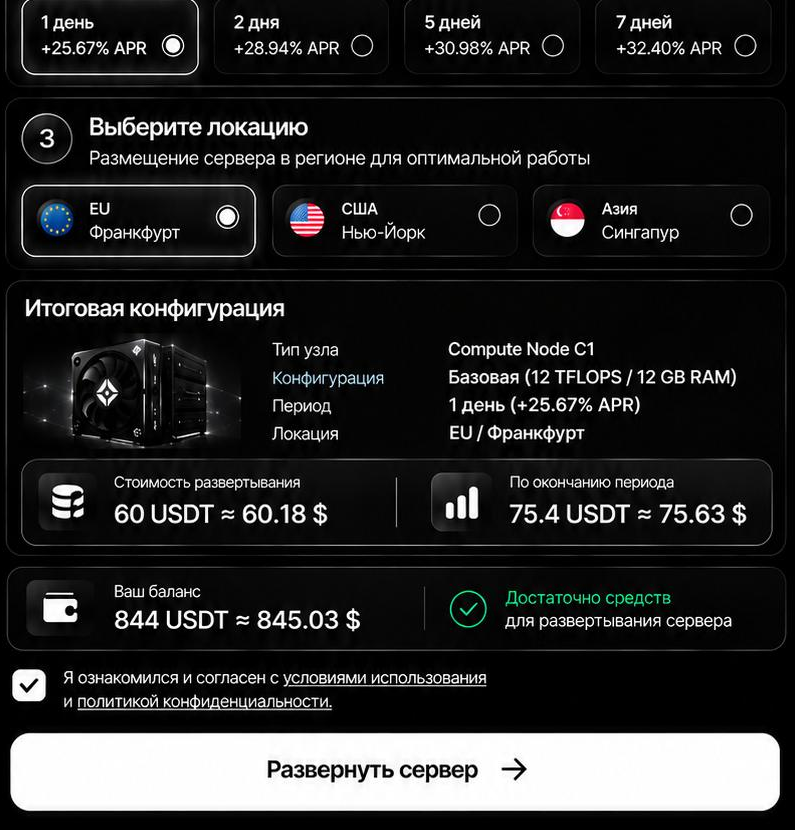 1 день
+25.67% APR
2 дня
+28.94% APR
5 дней
+30.98% APR
7 дней
+32.40% APR
3
Выберите локацию
Размещение сервера в регионе для оптимальной работы
EU
Франкфурт
США
Нью-Йорк
Азия
Сингапур
Итоговая конфигурация
Тип узла
Compute Node C1
Конфигурация
Базовая (12 TFLOPS / 12 GB RAM)
Период
1 день (+25.67% APR)
Локация
EU / Франкфурт
Стоимость развертывания
60 USDT ≈ 60.18 $
По окончанию периода
75.4 USDT ≈ 75.63 $
Ваш баланс
844 USDT ≈ 845.03 $
Достаточно средств
для развертывания сервера
Я ознакомился и согласен с условиями использования
и политикой конфиденциальности.
Развернуть сервер →